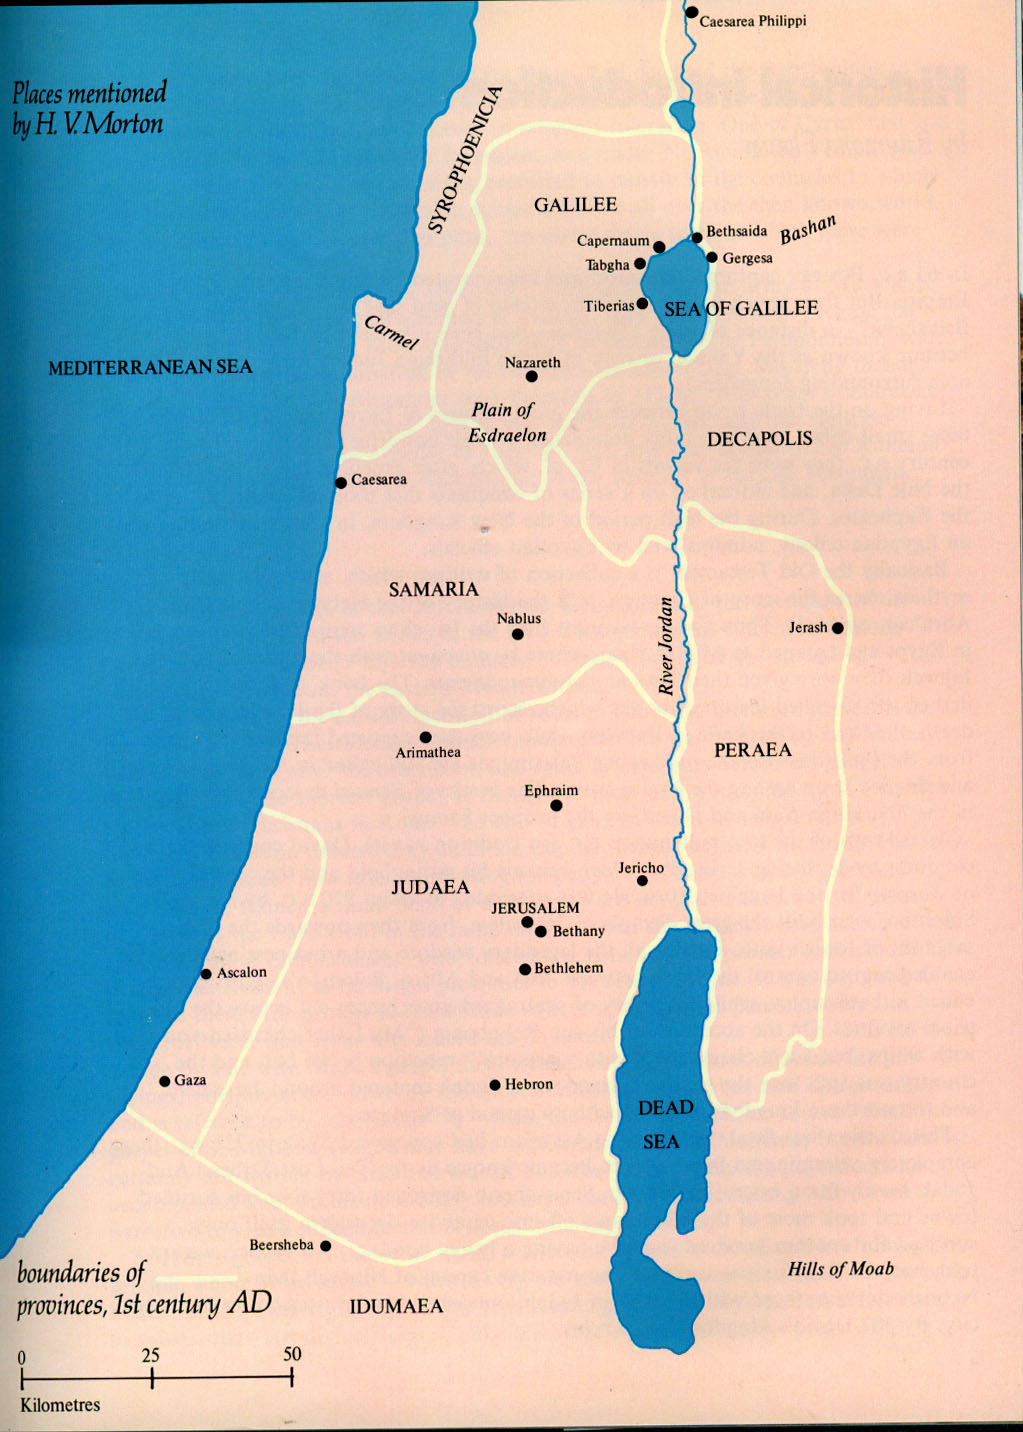 Caesarea Philippi
Places mentioned
by H. V. Morton
SYRO-PHOENICIA
GALILEE
Bashan
Bethsaida
Capernaum
Gergesa
Tabgha
Tiberias
SEA OF GALILEE
Carmel
MEDITERRANEAN SEA
Nazareth
Plain of
Esdraelon
DECAPOLIS
Caesarea
SAMARIA
Nablus
Jerash
River Jordan
Arimathea
PERAEA
Ephraim
Jericho
JUDAEA
JERUSALEM
Bethany
Bethlehem
Ascalon
Gaza
Hebron
DEAD
SEA
Beersheba
Hills of Moab
boundaries of
provinces, 1st century AD
IDUMAEA
0 25 50
Kilometres